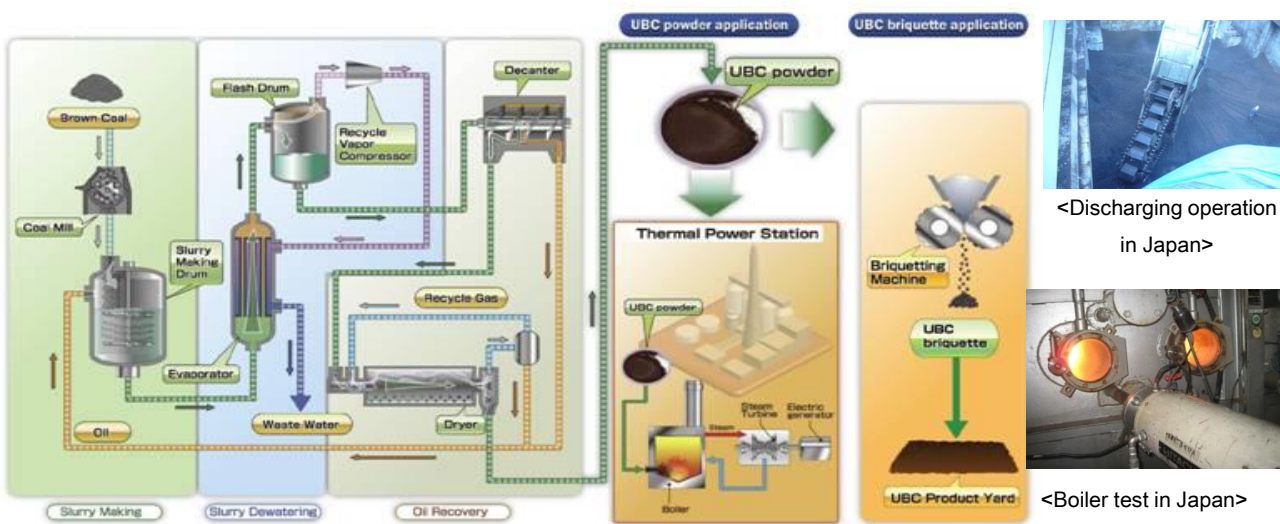 Brown Coal
Coal Mill
Slurry
Making
Drum
Evaporator
Oil
Slurry Making
Flash Drum
Recycle
Vapor
Compressor
Waste Water
Slurry Dewatering
Decanter
Recycle Gas
Dryer
Oil Recovery
UBC powder application
UBC powder
Thermal Power Station
UBC powder
Steam
Steam
Turbine
Electric
generator
Boiler
UBC briquette application
Briquetting
Machine
UBC
briquette
UBC Product Yard
<Discharging operation
in Japan>
<Boiler test in Japan>